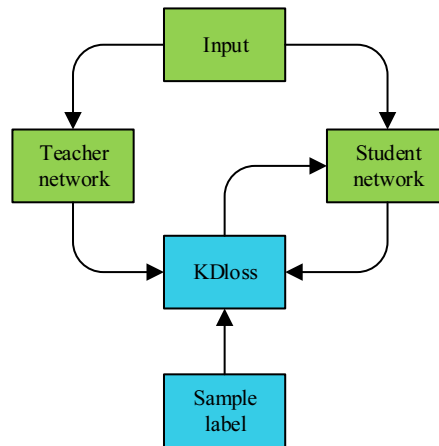 Input
Teacher
network
Student
network
KDloss
Sample
label